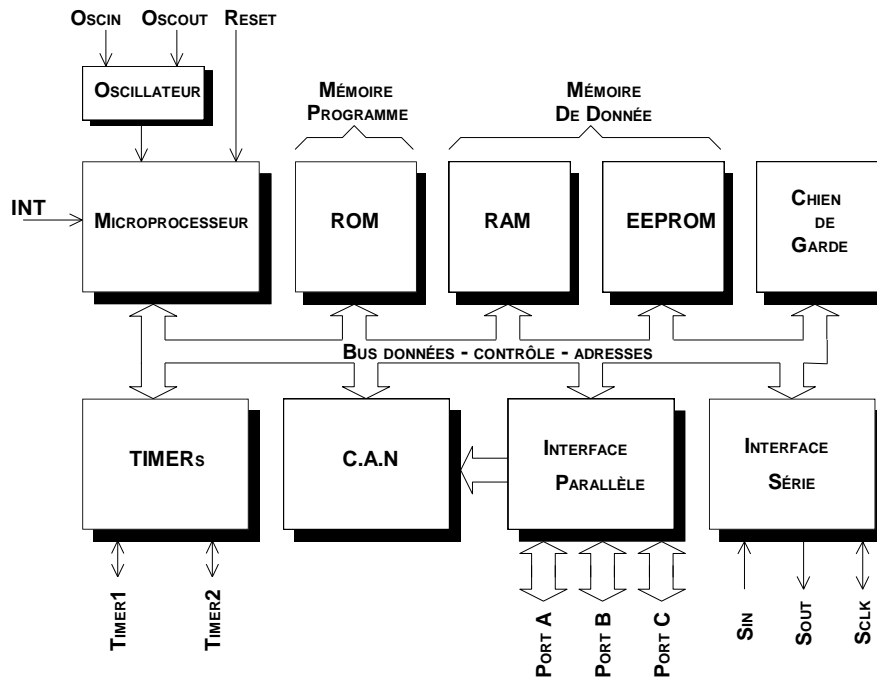 OSCIN OSCOUT RESET
OSCILLATEUR
MÉMOIRE
PROGRAMME
MÉMOIRE
DE DONNÉE
INT
MICROPROCESSEUR
ROM
RAM
EEPROM
CHIEN
DE
GARDE
BUS DONNÉES - CONTRÔLE - ADRESSES
TIMERS
C.A.N
INTERFACE
PARALLÈLE
INTERFACE
SÉRIE
TIMER1
TIMER2
PORT A
PORT B
PORT C
SIN
SOUT
SCLK